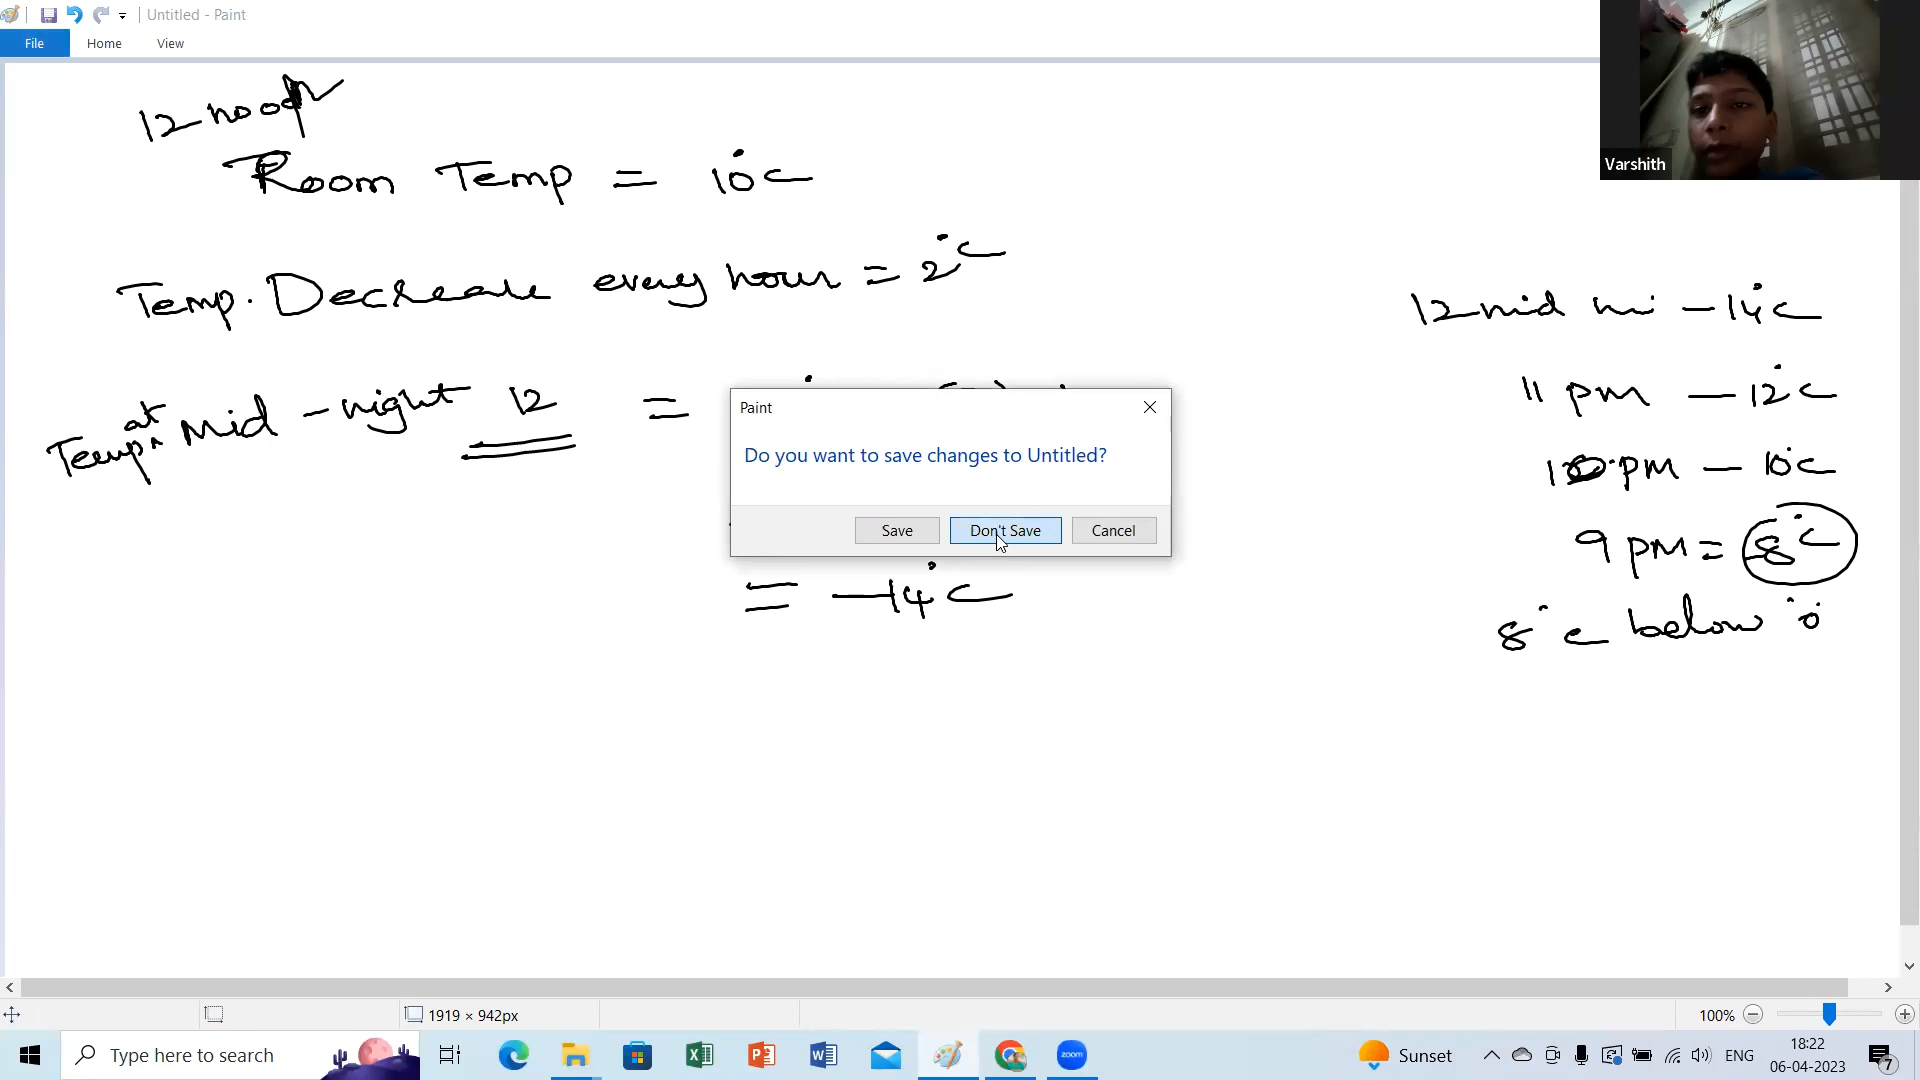 Untitled - Paint
File Home View
Varshith
12 noon
Room Temp = 10°C
Temp. Decrease every hour = 2°C
Temp at Mid-night 12 =
= -14°C
12 mid ni -14°C
11 pm - 12°C
10 pm - 10°C
9 pm = -8°C
8°C below 0°
Paint
Do you want to save changes to Untitled?
Save Don't Save Cancel
1919 × 942px
100%
Type here to search
zoom
Sunset
ENG
18:22
06-04-2023
7